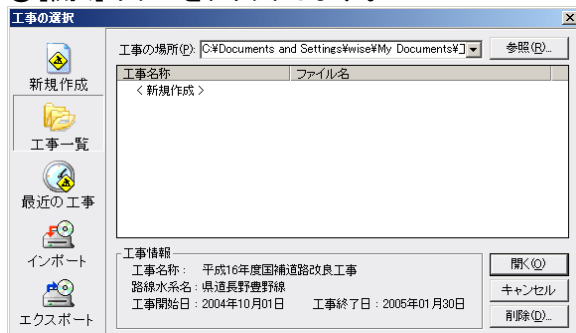 工事の選択
工事の場所(P): C:¥Documents and Settings¥wise¥My Documents¥
参照(R)...
新規作成
工事一覧
最近の工事
インポート
エクスポート
工事名称 ファイル名
<新規作成>
工事情報
工事名称： 平成16年度国補道路改良工事
路線水系名：県道長野豊野線
工事開始日：2004年10月01日 工事終了日：2005年01月30日
開く(O)
キャンセル
削除(D)...